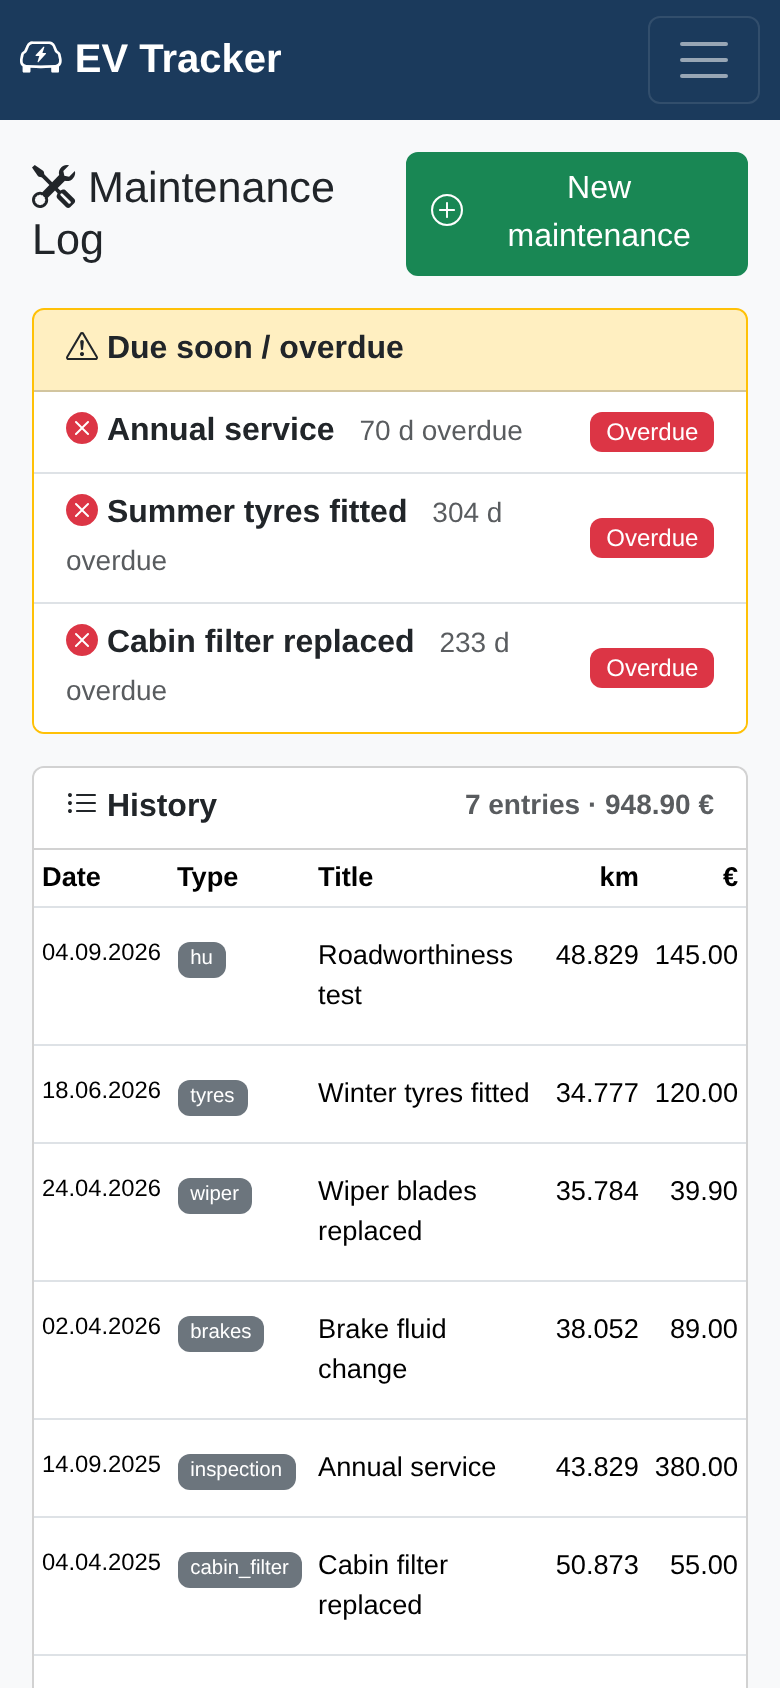 EV Tracker
Maintenance
Log
New
maintenance
Due soon / overdue
Annual service 70 d overdue Overdue
Summer tyres fitted 304 d
overdue
Overdue
Cabin filter replaced 233 d
overdue
Overdue
History 7 entries · 948.90 €
Date Type Title km €
04.09.2026 hu Roadworthiness 48.829 145.00
test
18.06.2026 tyres Winter tyres fitted 34.777 120.00
24.04.2026 wiper Wiper blades 35.784 39.90
replaced
02.04.2026 brakes Brake fluid 38.052 89.00
change
14.09.2025 inspection Annual service 43.829 380.00
04.04.2025 cabin_filter Cabin filter 50.873 55.00
replaced